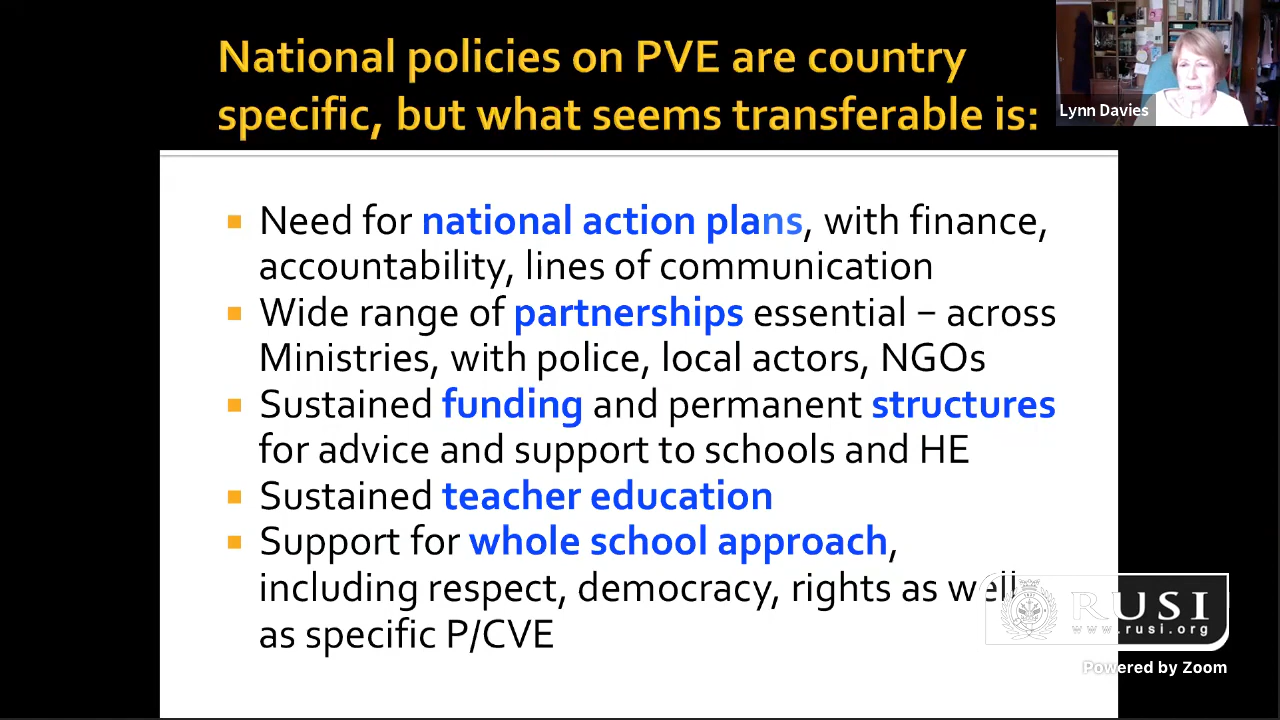 National policies on PVE are country
specific, but what seems transferable is:
Lynn Davies
Need for national action plans, with finance,
accountability, lines of communication
Wide range of partnerships essential – across
Ministries, with police, local actors, NGOs
Sustained funding and permanent structures
for advice and support to schools and HE
Sustained teacher education
Support for whole school approach,
including respect, democracy, rights as well
as specific P/CVE
RUSI
www.rusi.org
Powered by Zoom